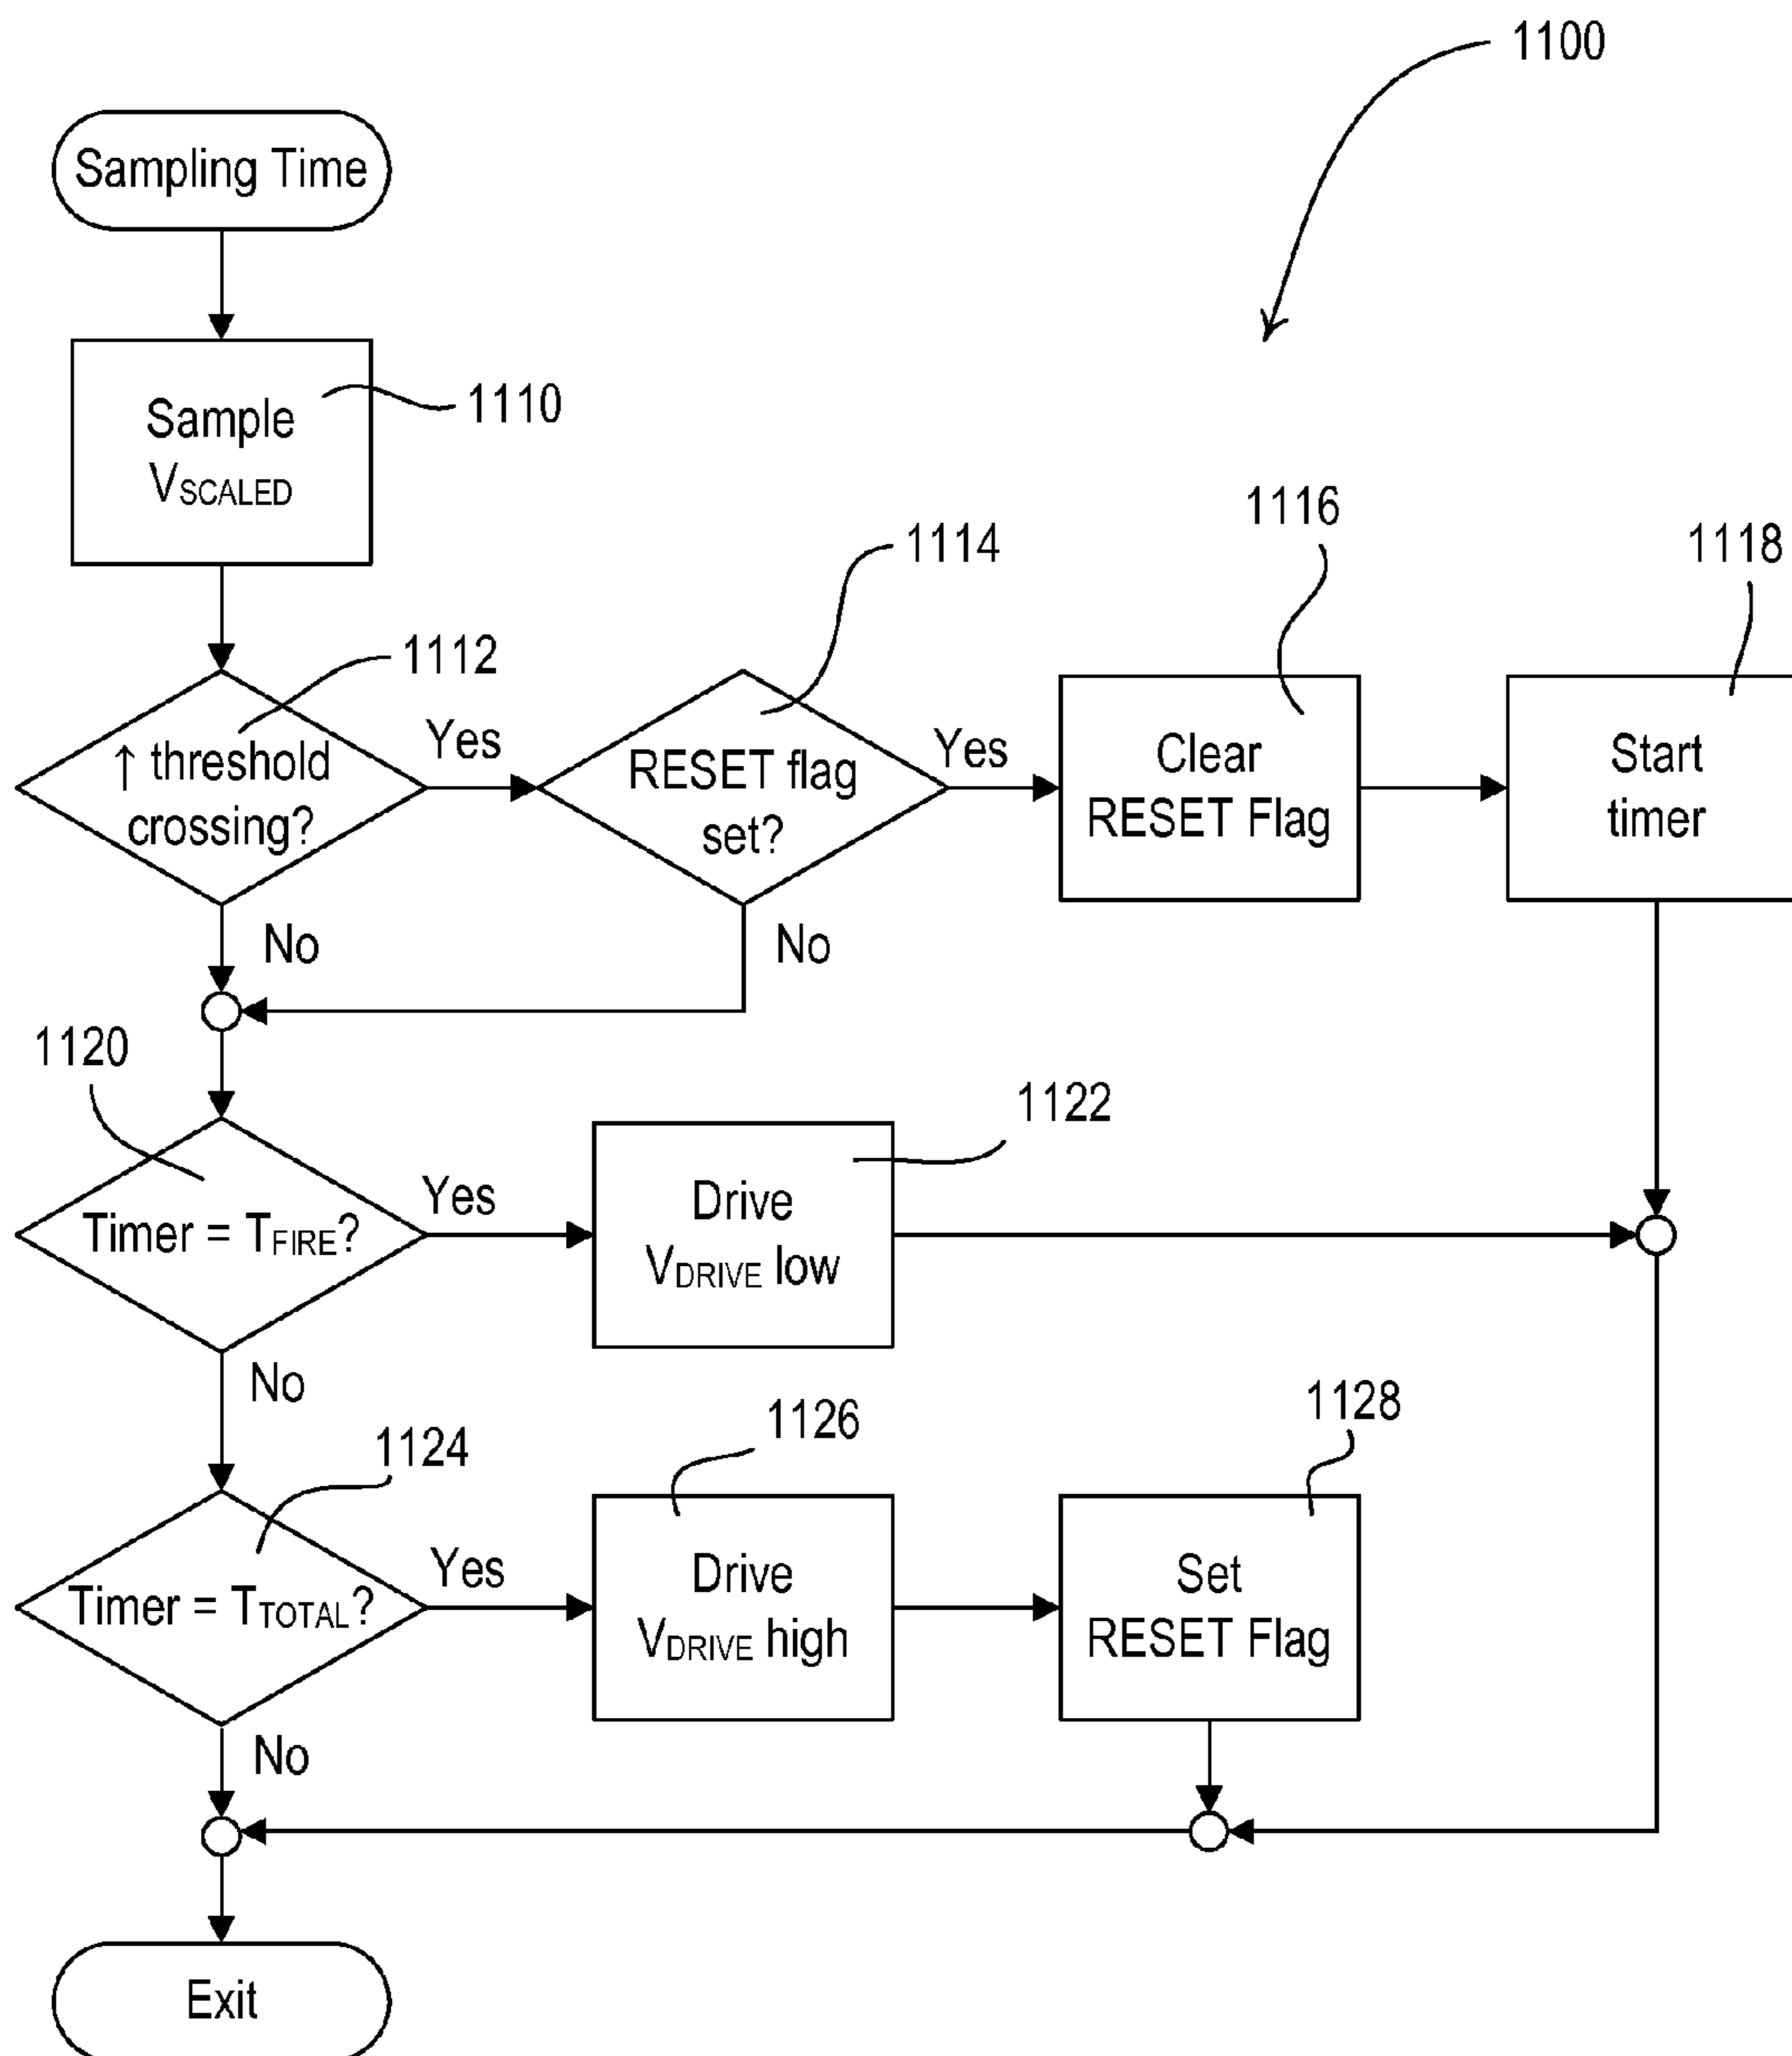 1100
Sampling Time
Sample
VSCALED
1110
1112
↑ threshold
crossing?
Yes
No
1114
RESET flag
set?
Yes
No
1116
Clear
RESET Flag
1118
Start
timer
1120
Timer = TFIRE?
Yes
No
1122
Drive
VDRIVE low
1124
Timer = TTOTAL?
Yes
No
1126
Drive
VDRIVE high
1128
Set
RESET Flag
Exit